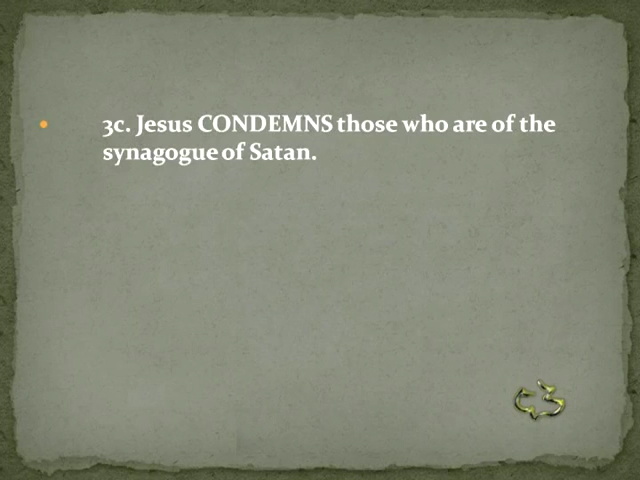 3c. Jesus CONDEMNS those who are of the
synagogue of Satan.